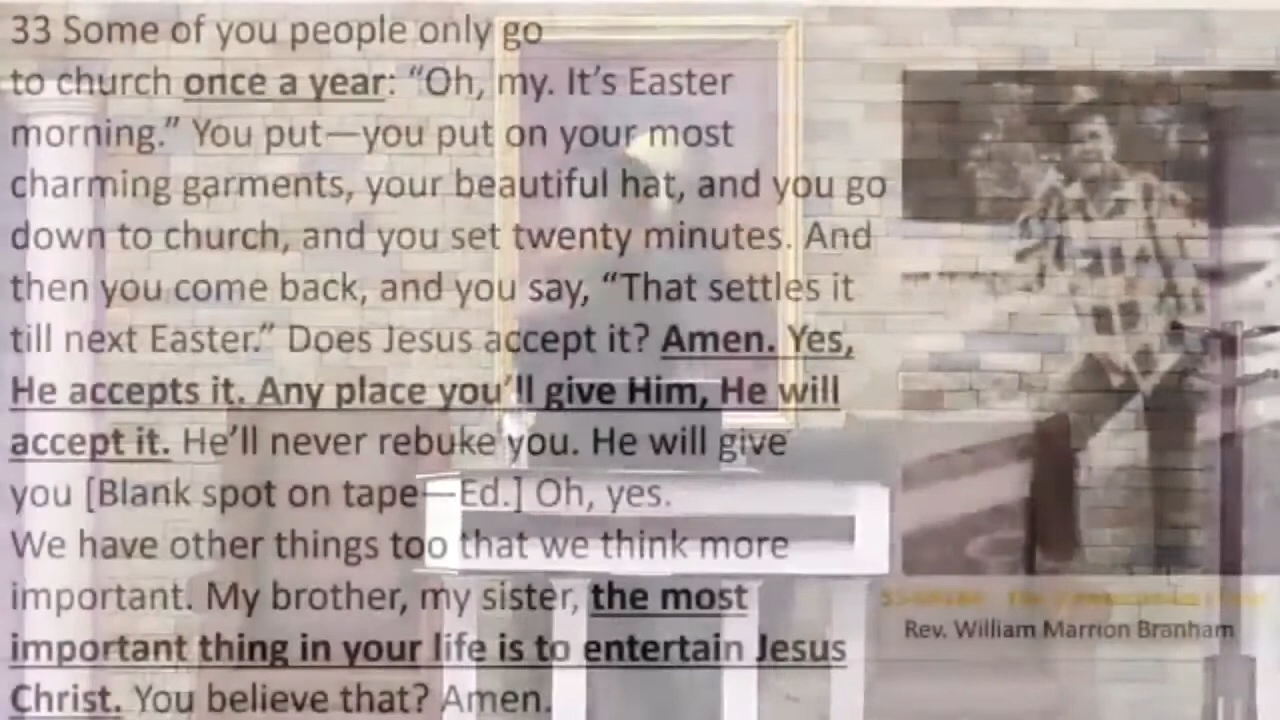 33 Some of you people only go
to church once a year: “Oh, my. It’s Easter
morning.” You put—you put on your most
charming garments, your beautiful hat, and you go
down to church, and you set twenty minutes. And
then you come back, and you say, “That settles it
till next Easter.” Does Jesus accept it? Amen. Yes,
He accepts it. Any place you’ll give Him, He will
accept it. He’ll never rebuke you. He will give
you [Blank spot on tape—Ed.] Oh, yes.
We have other things too that we think more
important. My brother, my sister, the most
important thing in your life is to entertain Jesus
Christ. You believe that? Amen.
Rev. William Marrion Branham